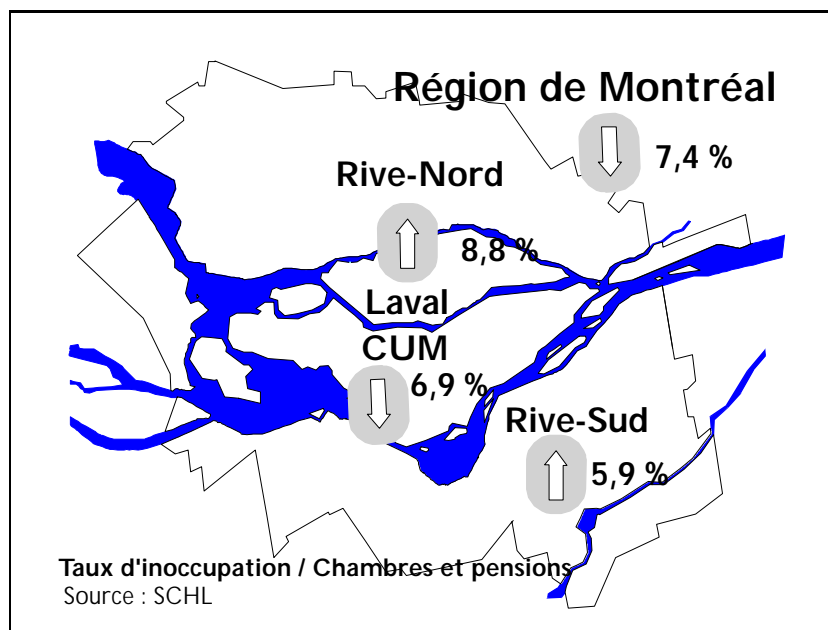 Région de Montréal
7,4 %
Rive-Nord
8,8 %
Laval
CUM
6,9 %
Rive-Sud
5,9 %
Taux d'inoccupation / Chambres et pensions
Source : SCHL